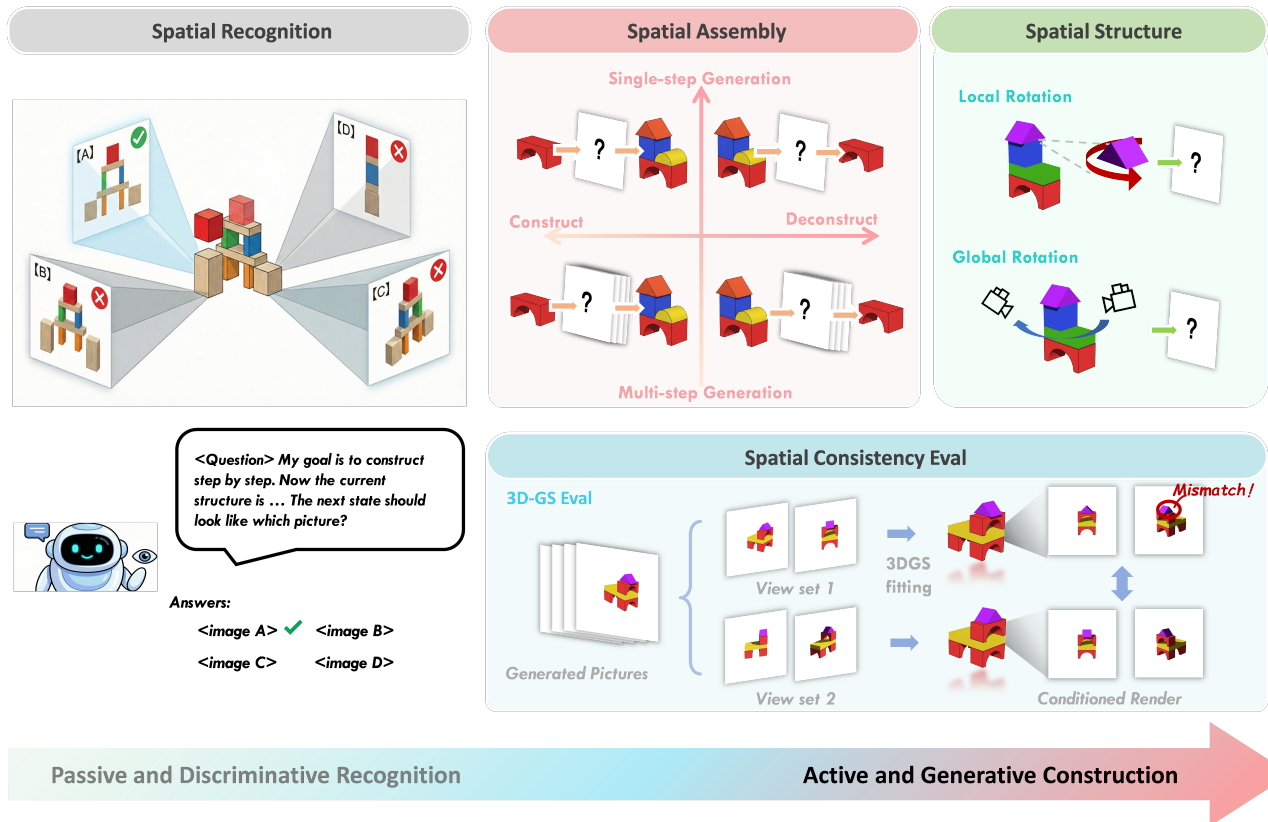 Spatial Recognition
【A】
【D】
【B】
【C】
<Question> My goal is to construct
step by step. Now the current
structure is ... The next state should
look like which picture?
Answers:
<image A>
<image B>
<image C>
<image D>
Spatial Assembly
Single-step Generation
?
?
Construct
Deconstruct
?
?
Multi-step Generation
Spatial Structure
Local Rotation
?
Global Rotation
?
Spatial Consistency Eval
3D-GS Eval
Generated Pictures
View set 1
View set 2
3DGS
fitting
Mismatch!
Conditioned Render
Passive and Discriminative Recognition
Active and Generative Construction